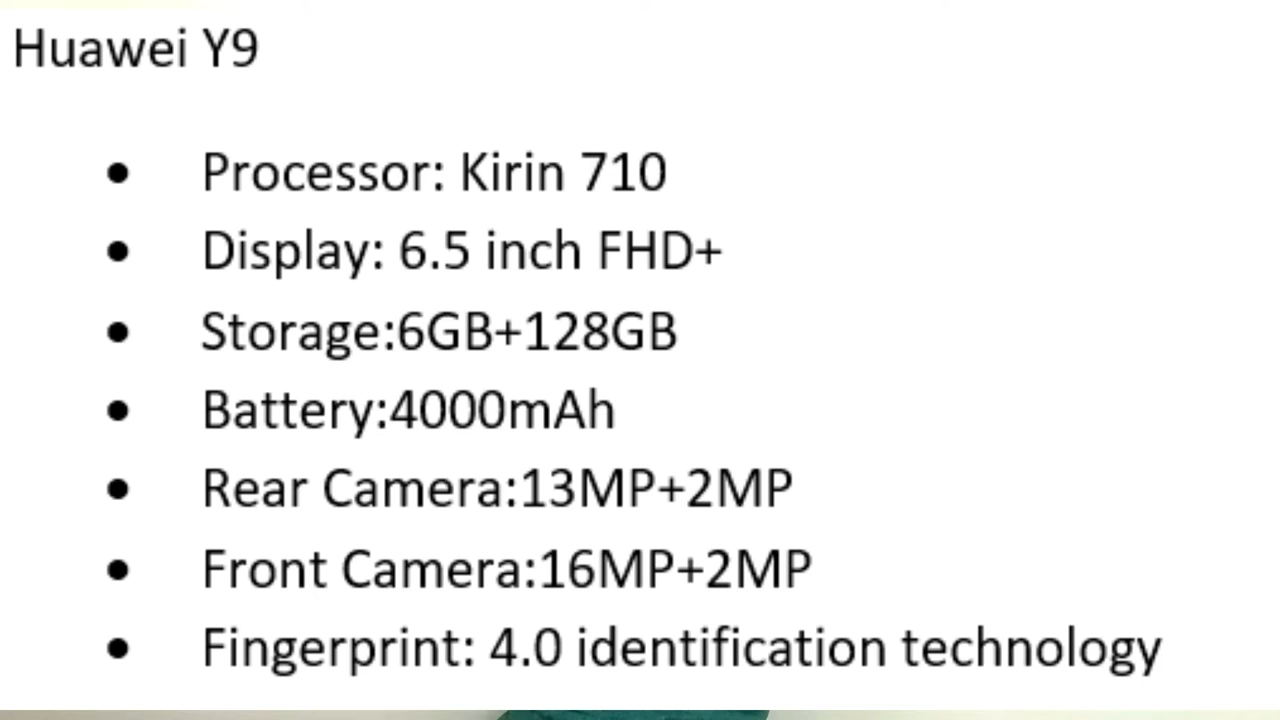 Huawei Y9
• Processor: Kirin 710
• Display: 6.5 inch FHD+
• Storage:6GB+128GB
• Battery:4000mAh
• Rear Camera:13MP+2MP
• Front Camera:16MP+2MP
• Fingerprint: 4.0 identification technology